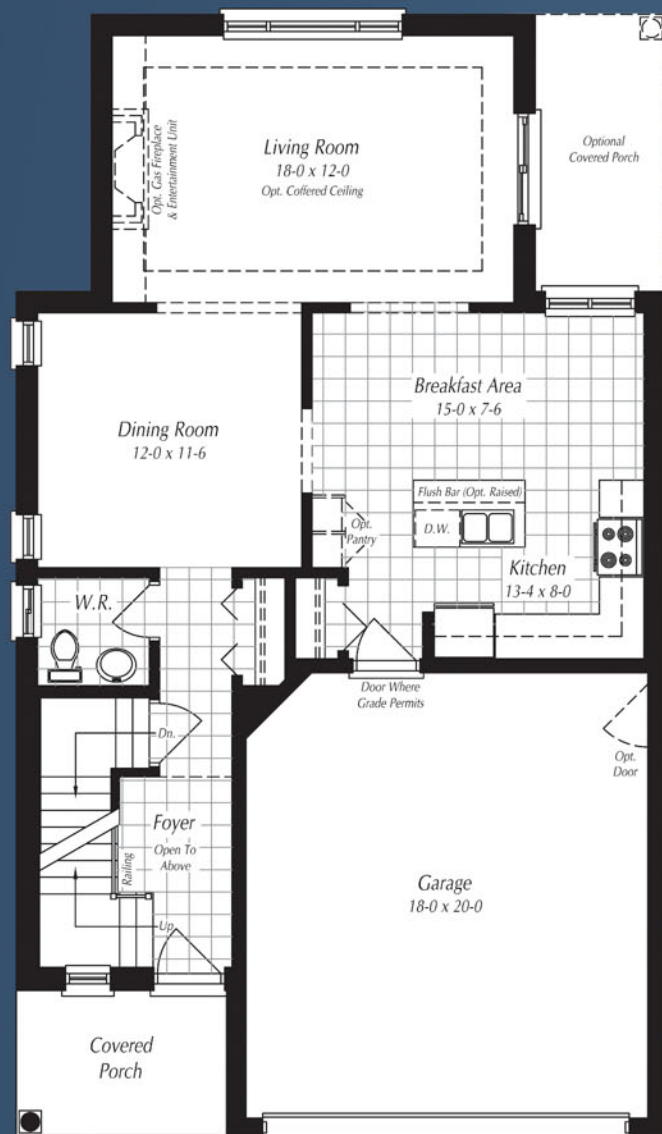 Living Room
18-0 x 12-0
Opt. Coffered Ceiling
Opt. Gas Fireplace
& Entertainment Unit
Optional
Covered Porch
Breakfast Area
15-0 x 7-6
Dining Room
12-0 x 11-6
Flush Bar (Opt. Raised)
D.W.
Opt.
Pantry
Kitchen
13-4 x 8-0
W.R.
Door Where
Grade Permits
Dn.
Opt.
Door
Foyer
Open To
Above
Railing
Up
Garage
18-0 x 20-0
Covered
Porch